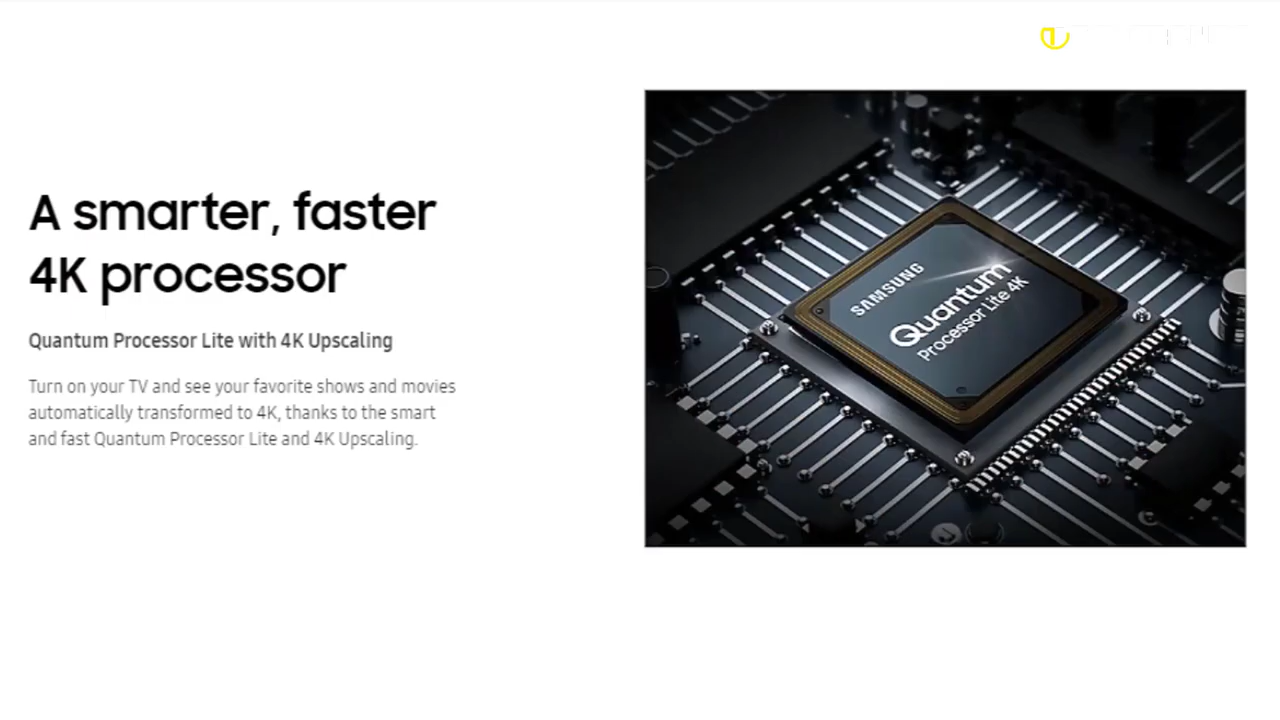 A smarter, faster
4K processor
Quantum Processor Lite with 4K Upscaling
Turn on your TV and see your favorite shows and movies
automatically transformed to 4K, thanks to the smart
and fast Quantum Processor Lite and 4K Upscaling.
SAMSUNG
Quantum
Processor Lite 4K